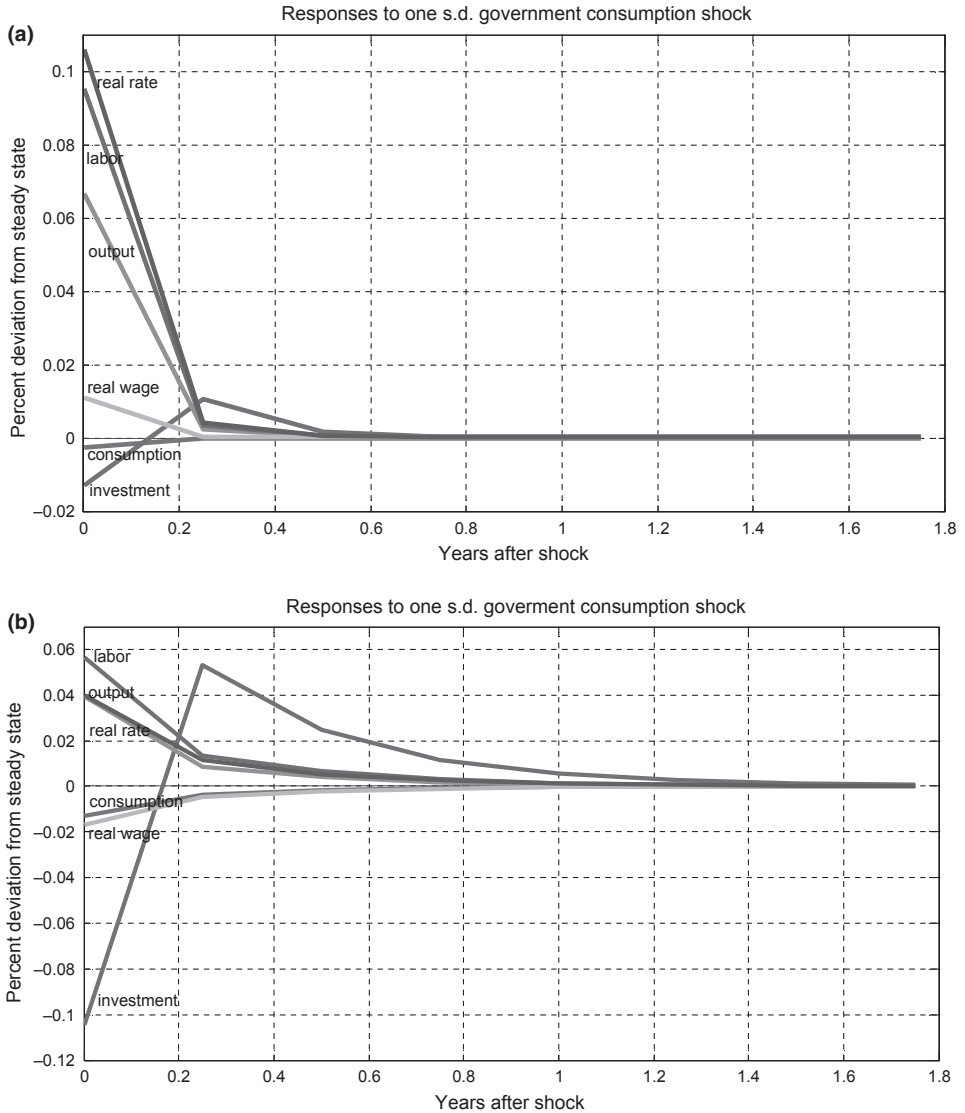 (a)
Responses to one s.d. government consumption shock
Percent deviation from steady state
0.1
0.08
0.06
0.04
0.02
0
–0.02
real rate
labor
output
real wage
consumption
investment
0 0.2 0.4 0.6 0.8 1 1.2 1.4 1.6 1.8
Years after shock
(b)
Responses to one s.d. goverment consumption shock
Percent deviation from steady state
0.06
0.04
0.02
0
–0.02
–0.04
–0.06
–0.08
–0.1
–0.12
labor
output
real rate
consumption
real wage
investment
0 0.2 0.4 0.6 0.8 1 1.2 1.4 1.6 1.8
Years after shock